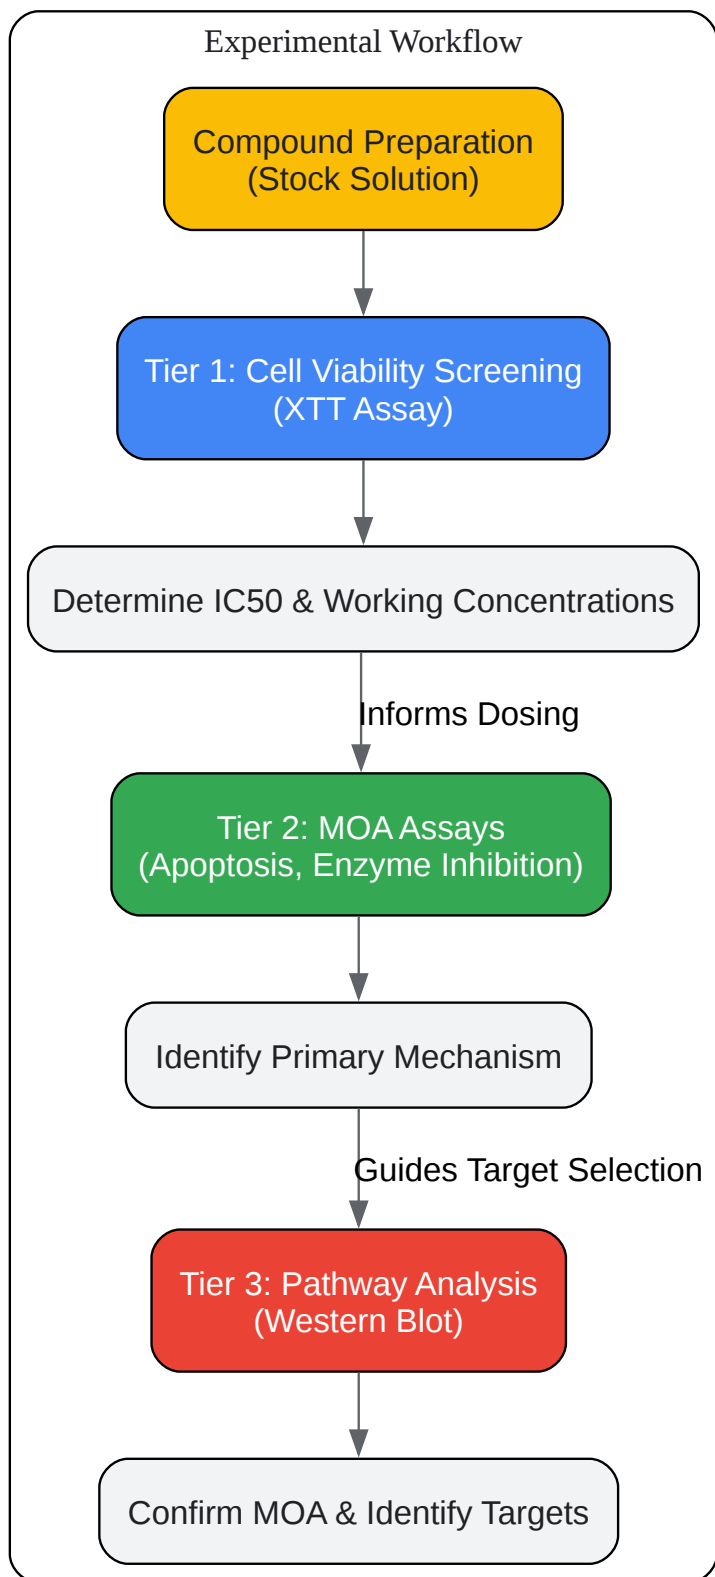 Experimental Workflow
Compound Preparation
(Stock Solution)
Tier 1: Cell Viability Screening
(XTT Assay)
Determine IC50 & Working Concentrations
Informs Dosing
Tier 2: MOA Assays
(Apoptosis, Enzyme Inhibition)
Identify Primary Mechanism
Guides Target Selection
Tier 3: Pathway Analysis
(Western Blot)
Confirm MOA & Identify Targets